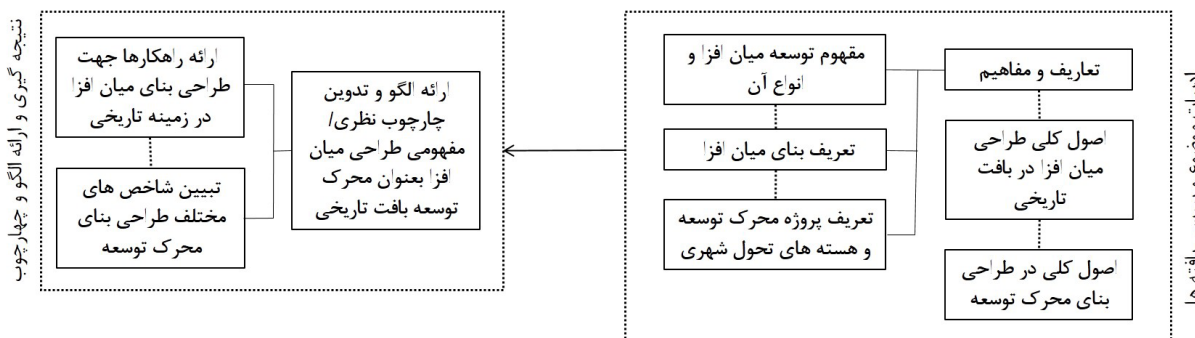 تعاریف و مفاهیم
اصول کلی طراحی
میان افزا در بافت
تاریخی
اصول کلی در طراحی
بنای محرک توسعه
مفهوم توسعه میان افزا و
انواع آن
تعریف بنای میان افزا
تعریف پروژه محرک توسعه
و هسته های تحول شهری
ارائه الگو و تدوین
چارچوب نظری/
مفهومی طراحی میان
افزا بعنوان محرک
توسعه بافت تاریخی
ارائه راهکارها جهت
طراحی بنای میان افزا
در زمینه تاریخی
تبیین شاخص های
مختلف طراحی بنای
محرک توسعه
نتیجه گیری و ارائه الگو و چهارچوب